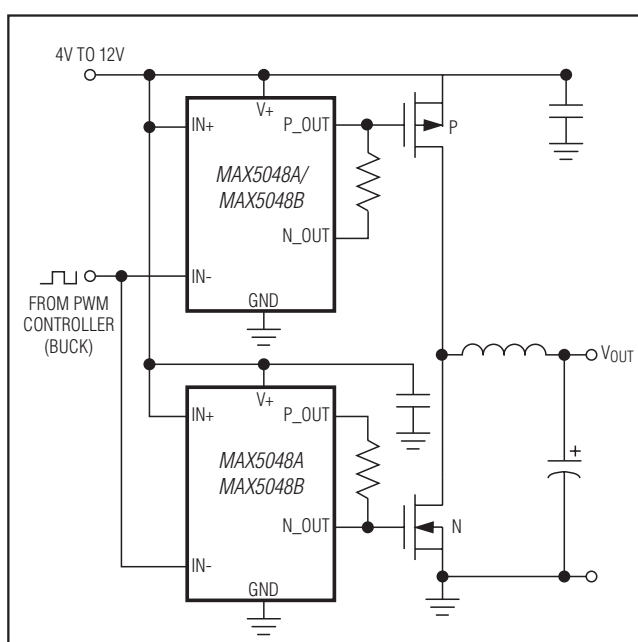 4V TO 12V
V+
IN+
P_OUT
P
MAX5048A/
MAX5048B
N_OUT
IN-
GND
FROM PWM
CONTROLLER
(BUCK)
VOUT
V+
IN+
P_OUT
+
MAX5048A
MAX5048B
N_OUT
N
IN-
GND